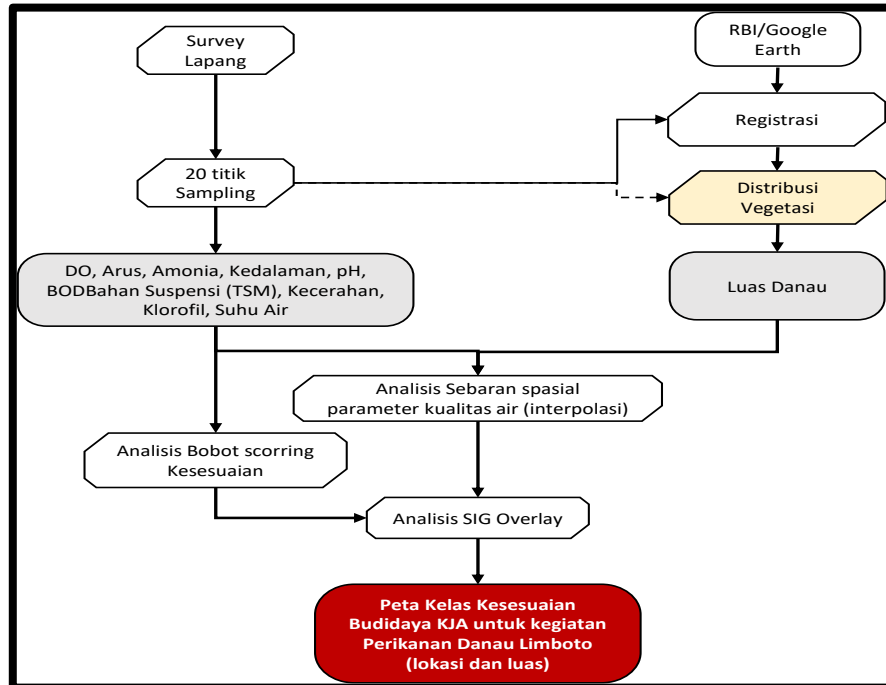 Survey
Lapang
RBI/Google
Earth
Registrasi
20 titik
Sampling
Distribusi
Vegetasi
DO, Arus, Amonia, Kedalaman, pH,
BODBahan Suspensi (TSM), Kecerahan,
Klorofil, Suhu Air
Luas Danau
Analisis Sebaran spasial
parameter kualitas air (interpolasi)
Analisis Bobot scorring
Kesesuaian
Analisis SIG Overlay
Peta Kelas Kesesuaian
Budidaya KJA untuk kegiatan
Perikanan Danau Limboto
(lokasi dan luas)